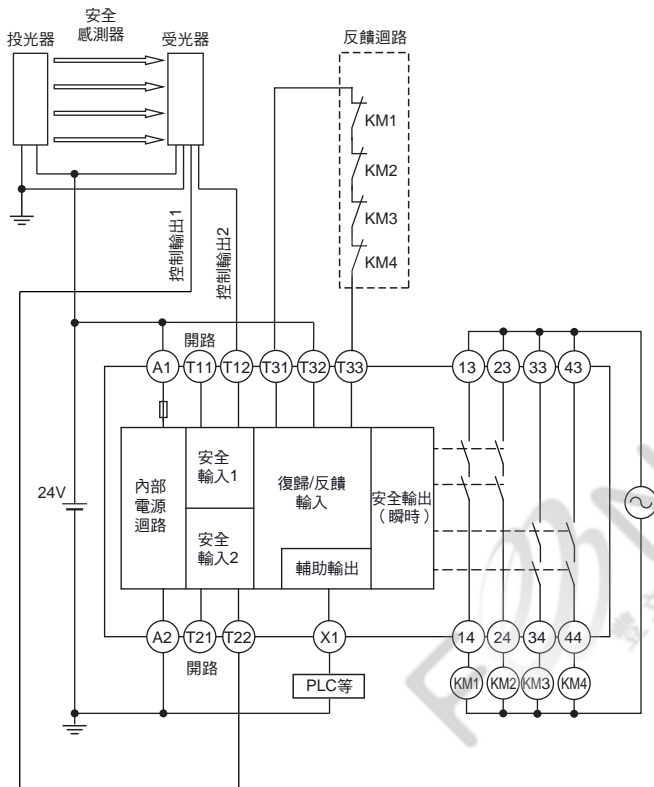 安全
感測器
投光器
受光器
反饋迴路
KM1
KM2
KM3
KM4
控制輸出1
控制輸出2
開路
A1
T11
T12
T31
T32
T33
13
23
33
43
24V
內部
電源
迴路
安全
輸入1
安全
輸入2
復歸/反饋
輸入
輔助輸出
安全輸出
(瞬時)
A2
T21
T22
X1
14
24
34
44
開路
PLC等
KM1
KM2
KM3
KM4